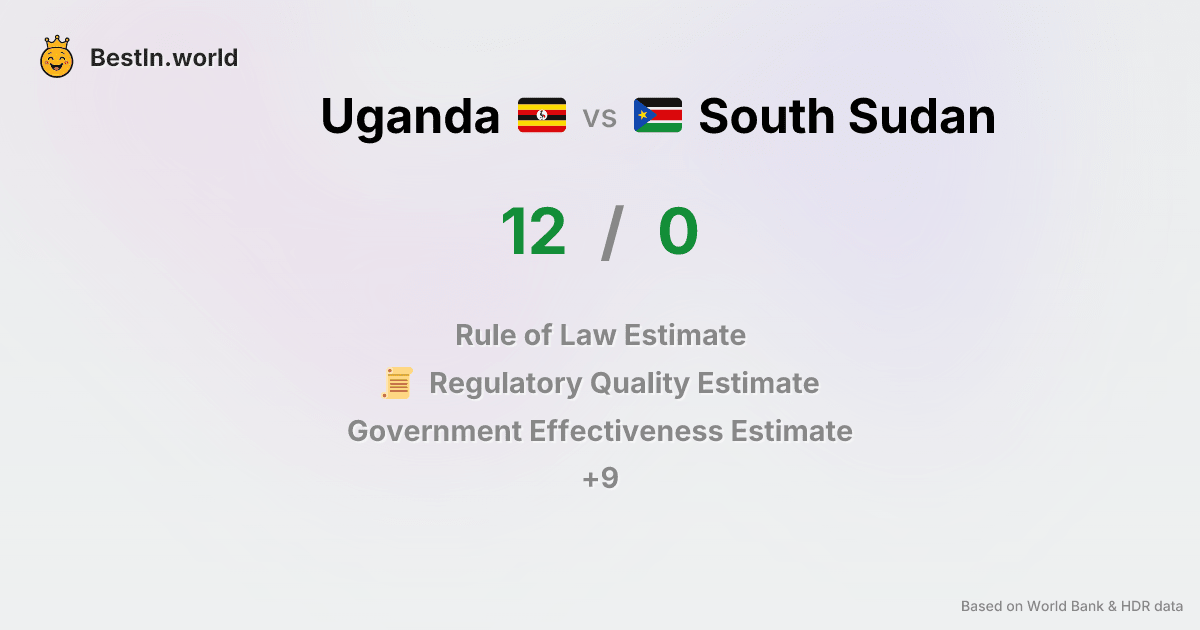 BestIn.world
Uganda vs South Sudan
12 / 0
Rule of Law Estimate
Regulatory Quality Estimate
Government Effectiveness Estimate
+9
Based on World Bank & HDR data